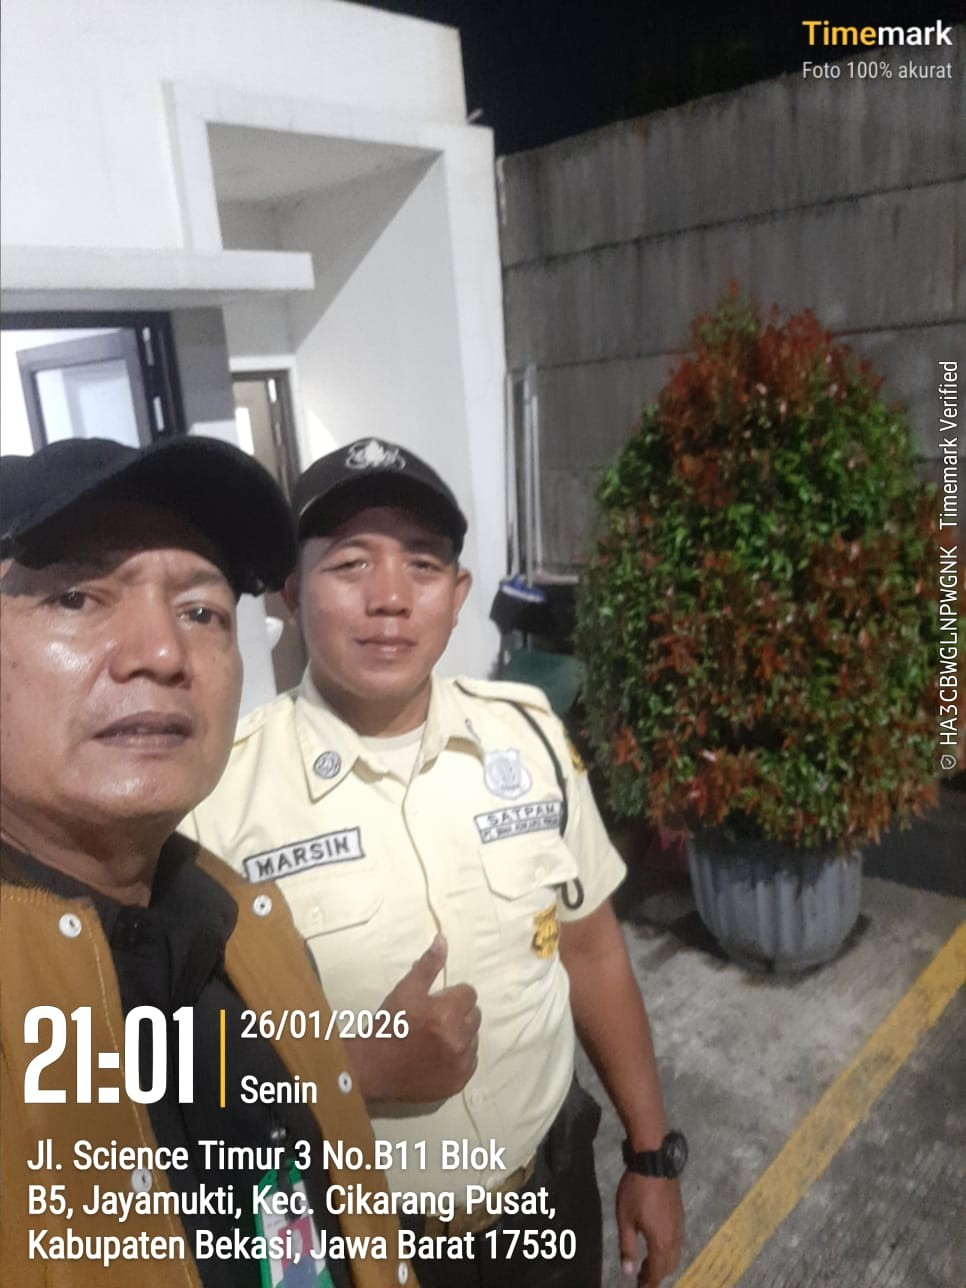 Timemark
Foto 100% akurat
HA3CBWGLNPWGNK Timemark Verified
MARSIN
SATPAM
21:01
26/01/2026
Senin
Jl. Science Timur 3 No.B11 Blok
B5, Jayamukti, Kec. Cikarang Pusat,
Kabupaten Bekasi, Jawa Barat 17530